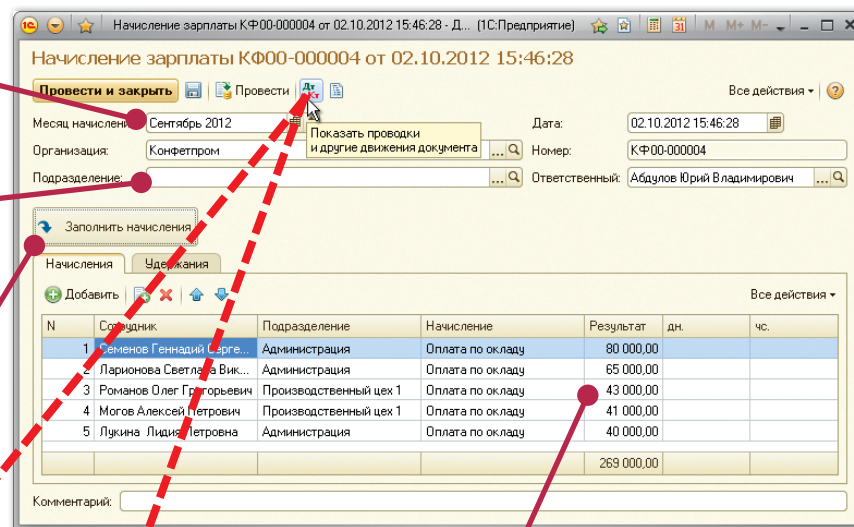 Начисление зарплаты КФ00-000004 от 02.10.2012 15:46:28 - Д... (1С:Предприятие)
M M+ M-
Начисление зарплаты КФ00-000004 от 02.10.2012 15:46:28
Провести и закрыть Провести Дт Кт Все действия
Месяц начисления: Сентябрь 2012 Дата: 02.10.2012 15:46:28
Показать проводки
и другие движения документа
Организация: Конфетпром ... Номер: КФ00-000004
Подразделение: ... Ответственный: Абдулов Юрий Владимирович ...
Заполнить начисления
Начисления Удержания
Добавить Все действия
N Сотрудник Подразделение Начисление Результат дн. чс.
1 Семенов Геннадий Серге... Администрация Оплата по окладу 80 000,00
2 Ларионова Светлана Вик... Администрация Оплата по окладу 65 000,00
3 Романов Олег Григорьевич Производственный цех 1 Оплата по окладу 43 000,00
4 Могов Алексей Петрович Производственный цех 1 Оплата по окладу 41 000,00
5 Лукина Лидия Петровна Администрация Оплата по окладу 40 000,00
269 000,00
Комментарий: